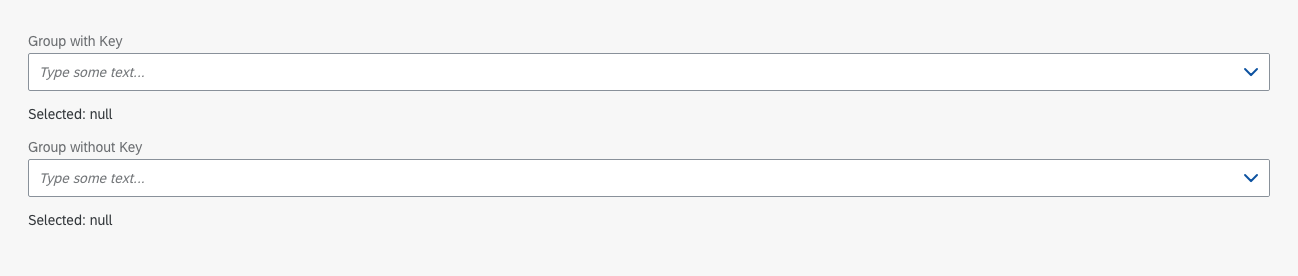 Group with Key
Type some text...
Selected: null
Group without Key
Type some text...
Selected: null